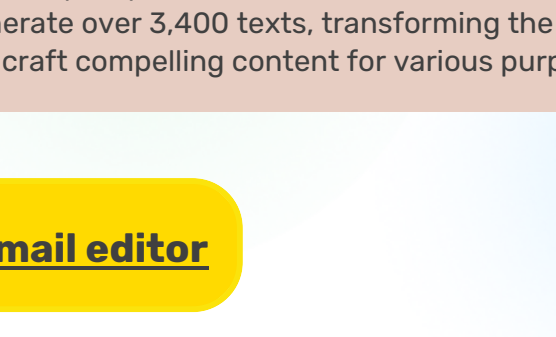 nerate over 3,400 texts, transforming the
craft compelling content for various purp
mail editor